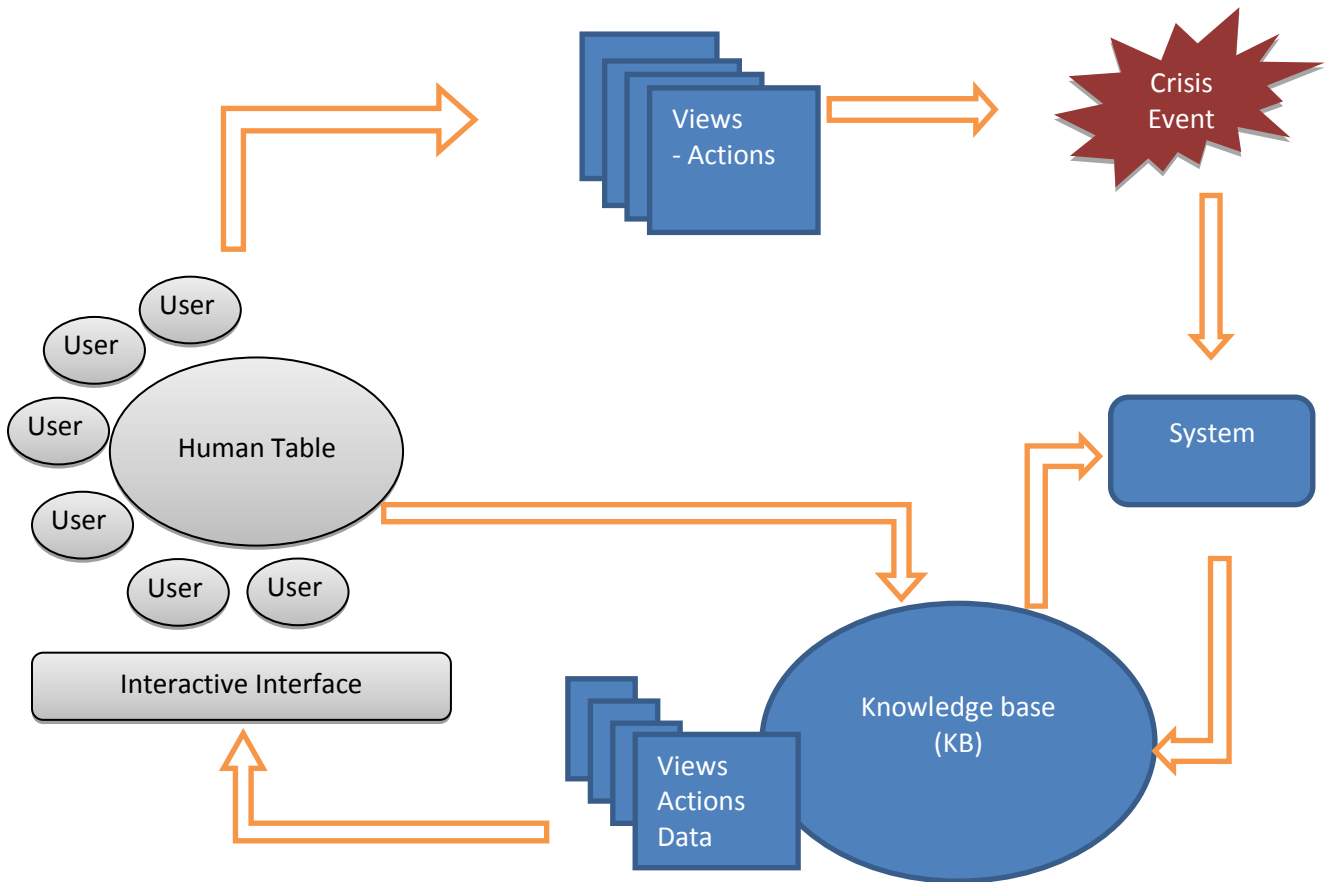 Views
- Actions
Crisis
Event
User
User
User
Human Table
System
User
User
User
Interactive Interface
Knowledge base
(KB)
Views
Actions
Data